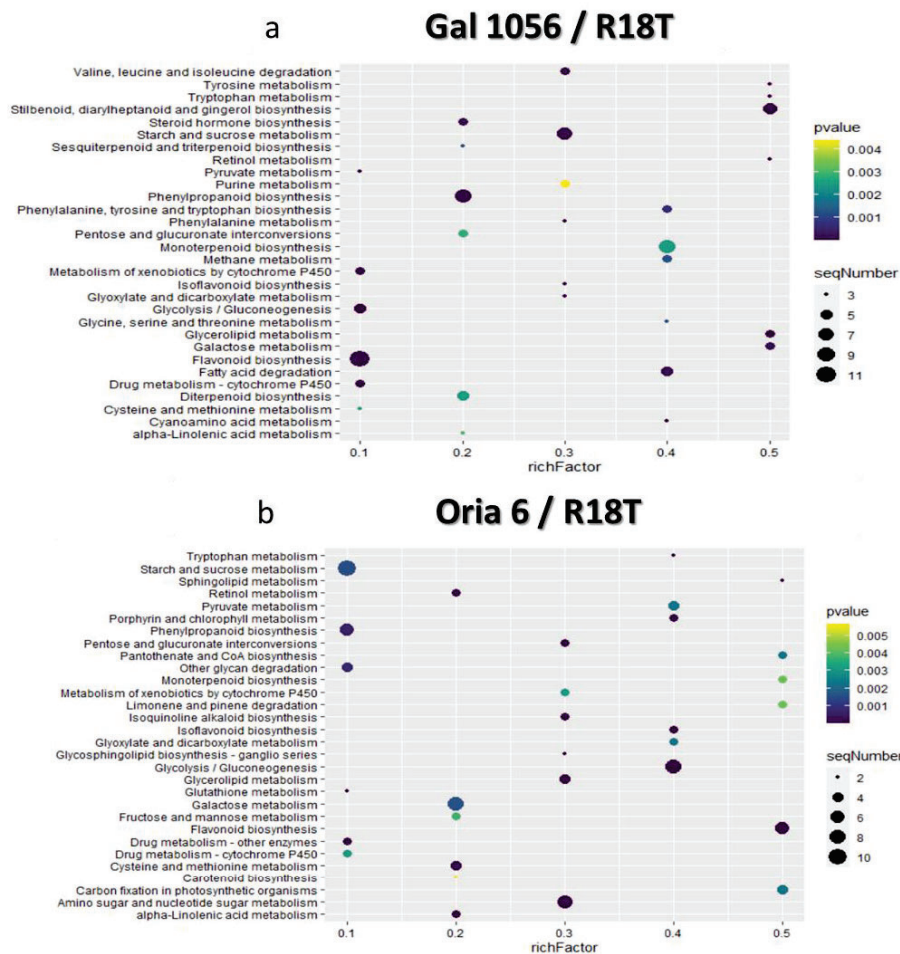 a
Gal 1056 / R18T
Valine, leucine and isoleucine degradation
Tyrosine metabolism
Tryptophan metabolism
Stilbenoid, diarylheptanoid and gingerol biosynthesis
Steroid hormone biosynthesis
Starch and sucrose metabolism
Sesquiterpenoid and triterpenoid biosynthesis
Retinol metabolism
Pyruvate metabolism
Purine metabolism
Phenylpropanoid biosynthesis
Phenylalanine, tyrosine and tryptophan biosynthesis
Phenylalanine metabolism
Pentose and glucuronate interconversions
Monoterpenoid biosynthesis
Methane metabolism
Metabolism of xenobiotics by cytochrome P450
Isoflavonoid biosynthesis
Glyoxylate and dicarboxylate metabolism
Glycolysis / Gluconeogenesis
Glycine, serine and threonine metabolism
Glycerolipid metabolism
Galactose metabolism
Flavonoid biosynthesis
Fatty acid degradation
Drug metabolism - cytochrome P450
Diterpenoid biosynthesis
Cysteine and methionine metabolism
Cyanoamino acid metabolism
alpha-Linolenic acid metabolism
0.1 0.2 0.3 0.4 0.5
richFactor
pvalue
0.004
0.003
0.002
0.001
seqNumber
3
5
7
9
11
b
Oria 6 / R18T
Tryptophan metabolism
Starch and sucrose metabolism
Sphingolipid metabolism
Retinol metabolism
Pyruvate metabolism
Porphyrin and chlorophyll metabolism
Phenylpropanoid biosynthesis
Pentose and glucuronate interconversions
Pantothenate and CoA biosynthesis
Other glycan degradation
Monoterpenoid biosynthesis
Metabolism of xenobiotics by cytochrome P450
Limonene and pinene degradation
Isoquinoline alkaloid biosynthesis
Isoflavonoid biosynthesis
Glyoxylate and dicarboxylate metabolism
Glycosphingolipid biosynthesis - ganglio series
Glycolysis / Gluconeogenesis
Glycerolipid metabolism
Glutathione metabolism
Galactose metabolism
Fructose and mannose metabolism
Flavonoid biosynthesis
Drug metabolism - other enzymes
Drug metabolism - cytochrome P450
Cysteine and methionine metabolism
Carotenoid biosynthesis
Carbon fixation in photosynthetic organisms
Amino sugar and nucleotide sugar metabolism
alpha-Linolenic acid metabolism
0.1 0.2 0.3 0.4 0.5
richFactor
pvalue
0.005
0.004
0.003
0.002
0.001
seqNumber
2
4
6
8
10